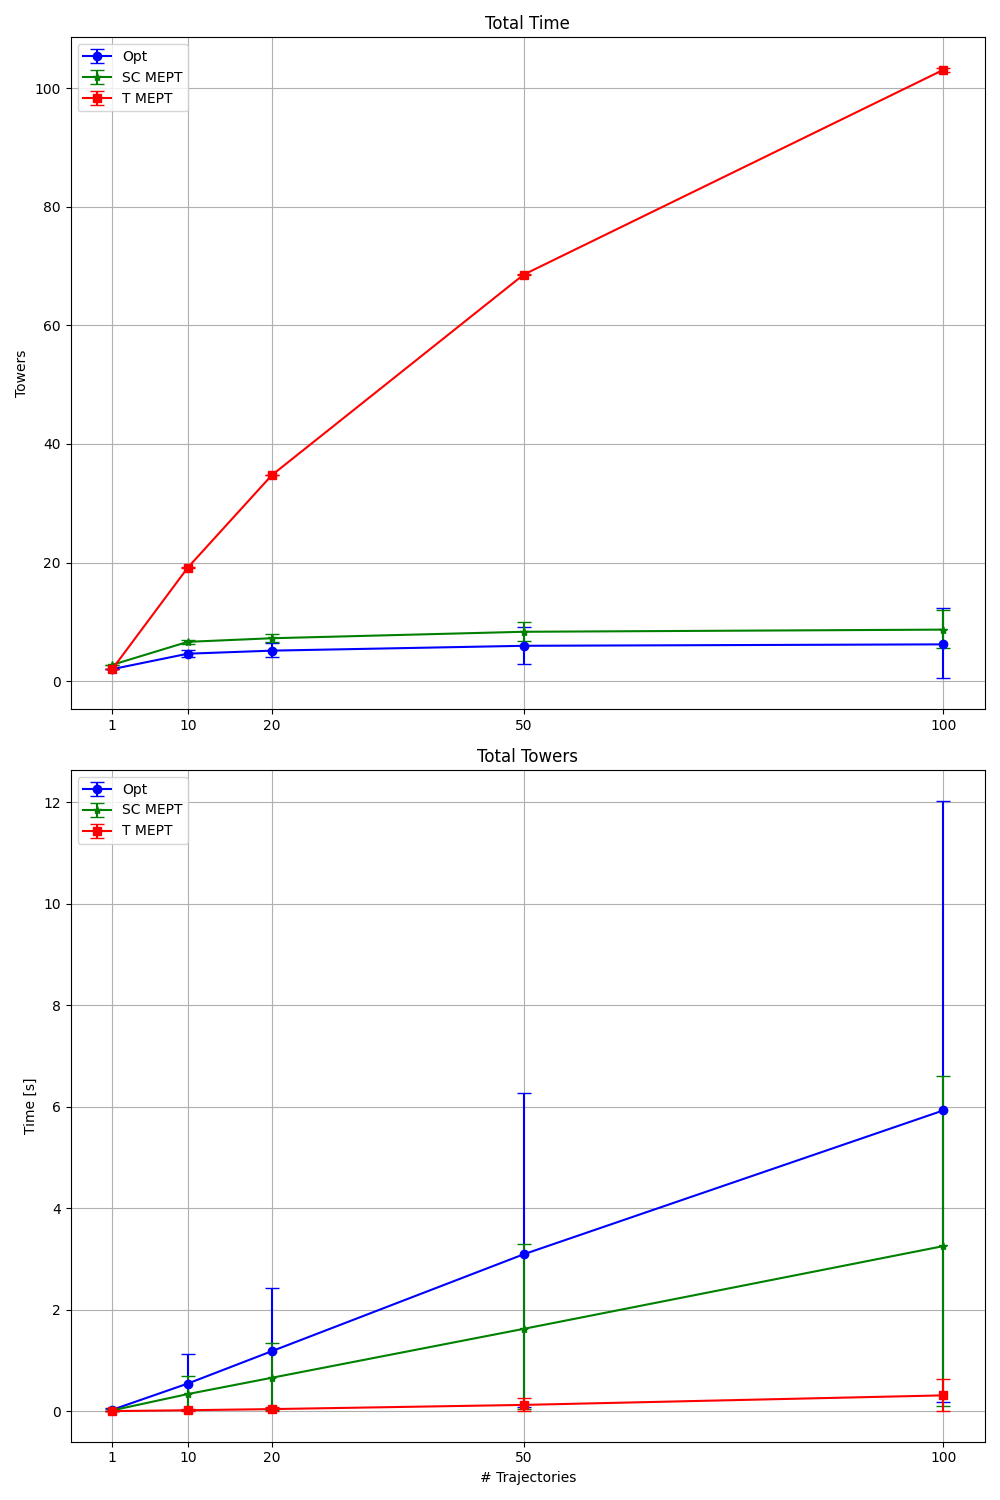 Total Time
Opt
SC MEPT
T MEPT
100
80
60
40
20
0
Towers
1 10 20 50 100
Total Towers
Opt
SC MEPT
T MEPT
12
10
8
6
4
2
0
Time [s]
1 10 20 50 100
# Trajectories